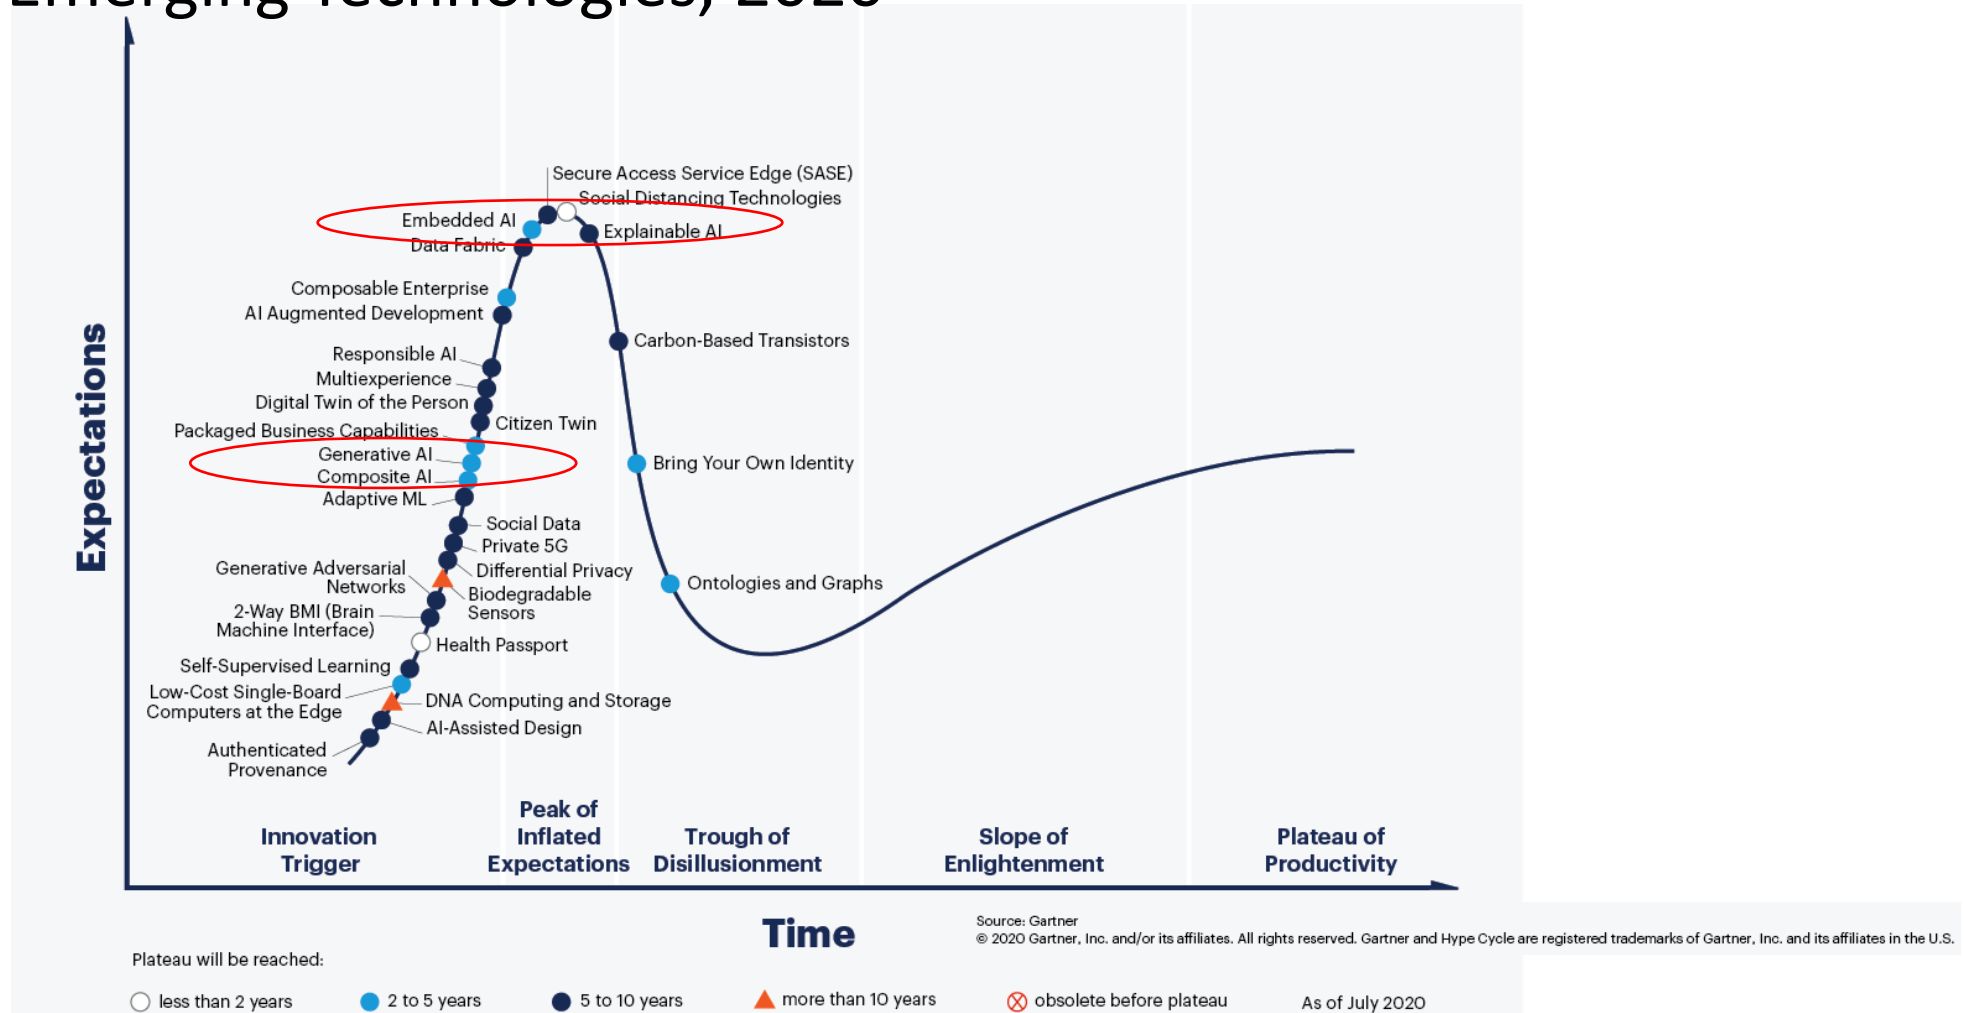 Emerging Technologies, 2020
Secure Access Service Edge (SASE)
Social Distancing Technologies
Embedded AI
Explainable AI
Data Fabric
Composable Enterprise
AI Augmented Development
Carbon-Based Transistors
Responsible AI
Multiexperience
Digital Twin of the Person
Citizen Twin
Packaged Business Capabilities
Generative AI
Bring Your Own Identity
Composite AI
Adaptive ML
Social Data
Private 5G
Generative Adversarial
Networks
Differential Privacy
Ontologies and Graphs
Biodegradable
Sensors
2-Way BMI (Brain
Machine Interface)
Health Passport
Self-Supervised Learning
Low-Cost Single-Board
Computers at the Edge
DNA Computing and Storage
AI-Assisted Design
Authenticated
Provenance
Expectations
Innovation
Trigger
Peak of
Inflated
Expectations
Trough of
Disillusionment
Slope of
Enlightenment
Plateau of
Productivity
Time
Source: Gartner
© 2020 Gartner, Inc. and/or its affiliates. All rights reserved. Gartner and Hype Cycle are registered trademarks of Gartner, Inc. and its affiliates in the U.S.
Plateau will be reached:
less than 2 years
2 to 5 years
5 to 10 years
more than 10 years
obsolete before plateau
As of July 2020